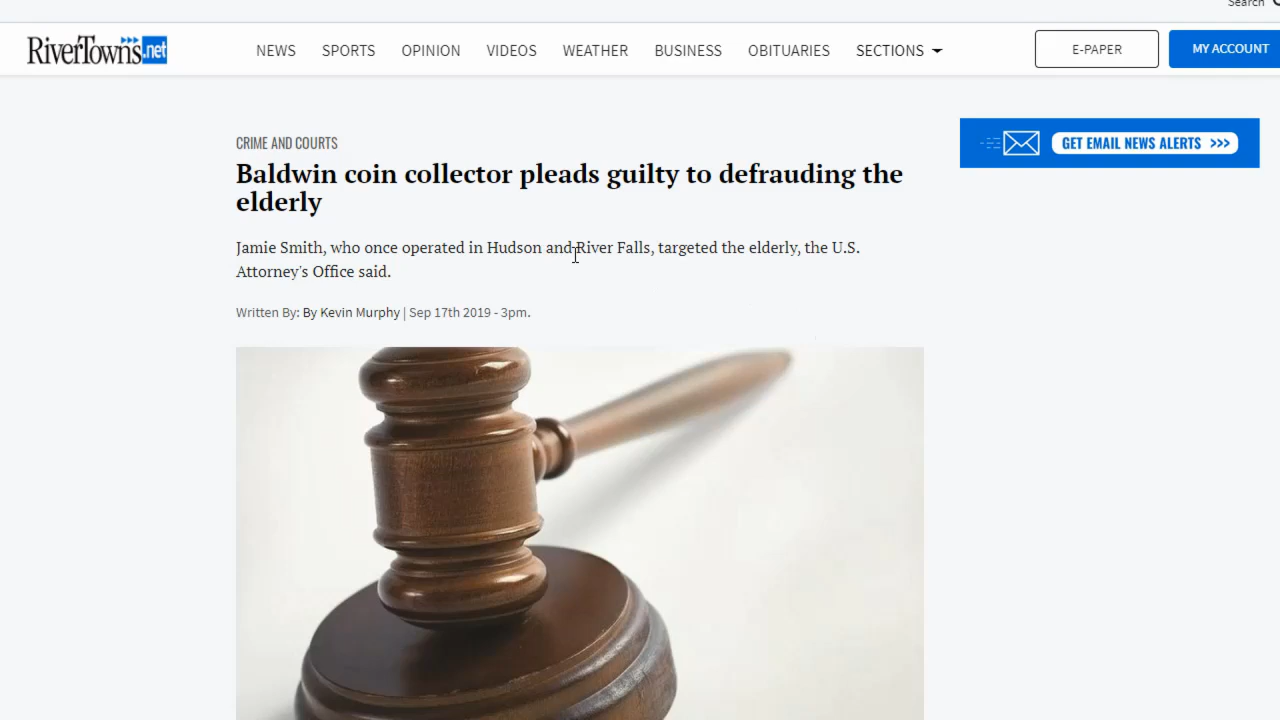 Search
RiverTowns.net
NEWS SPORTS OPINION VIDEOS WEATHER BUSINESS OBITUARIES SECTIONS E-PAPER MY ACCOUNT
CRIME AND COURTS
GET EMAIL NEWS ALERTS >>>
Baldwin coin collector pleads guilty to defrauding the
elderly
Jamie Smith, who once operated in Hudson and River Falls, targeted the elderly, the U.S.
Attorney's Office said.
Written By: By Kevin Murphy | Sep 17th 2019 - 3pm.